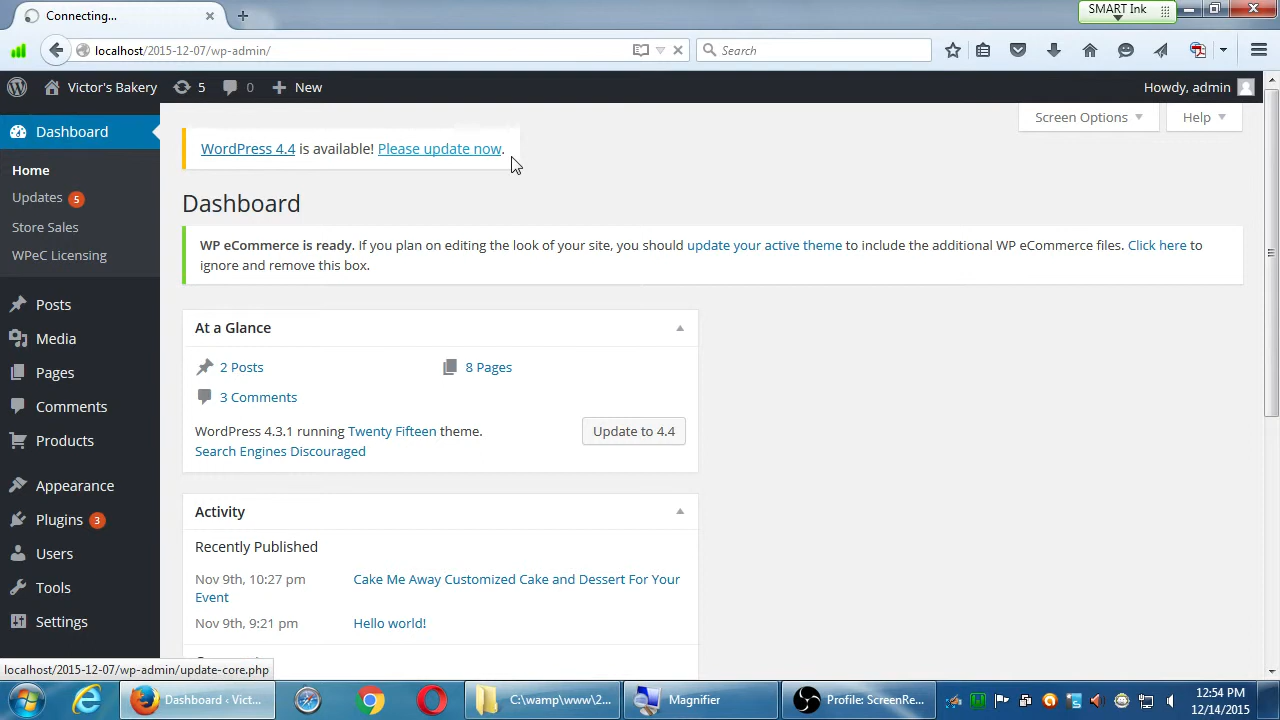 Connecting...
SMART Ink
localhost/2015-12-07/wp-admin/
Search
Victor's Bakery
5
0
New
Howdy, admin
Dashboard
Home
Updates 5
Store Sales
WPeC Licensing
Posts
Media
Pages
Comments
Products
Appearance
Plugins 3
Users
Tools
Settings
Screen Options
Help
WordPress 4.4 is available! Please update now.
Dashboard
WP eCommerce is ready. If you plan on editing the look of your site, you should update your active theme to include the additional WP eCommerce files. Click here to
ignore and remove this box.
At a Glance
2 Posts
8 Pages
3 Comments
WordPress 4.3.1 running Twenty Fifteen theme.
Update to 4.4
Search Engines Discouraged
Activity
Recently Published
Nov 9th, 10:27 pm Cake Me Away Customized Cake and Dessert For Your
Event
Nov 9th, 9:21 pm Hello world!
localhost/2015-12-07/wp-admin/update-core.php
Dashboard ‹ Vict...
C:\wamp\www\2...
Magnifier
Profile: ScreenRe...
12:54 PM
12/14/2015